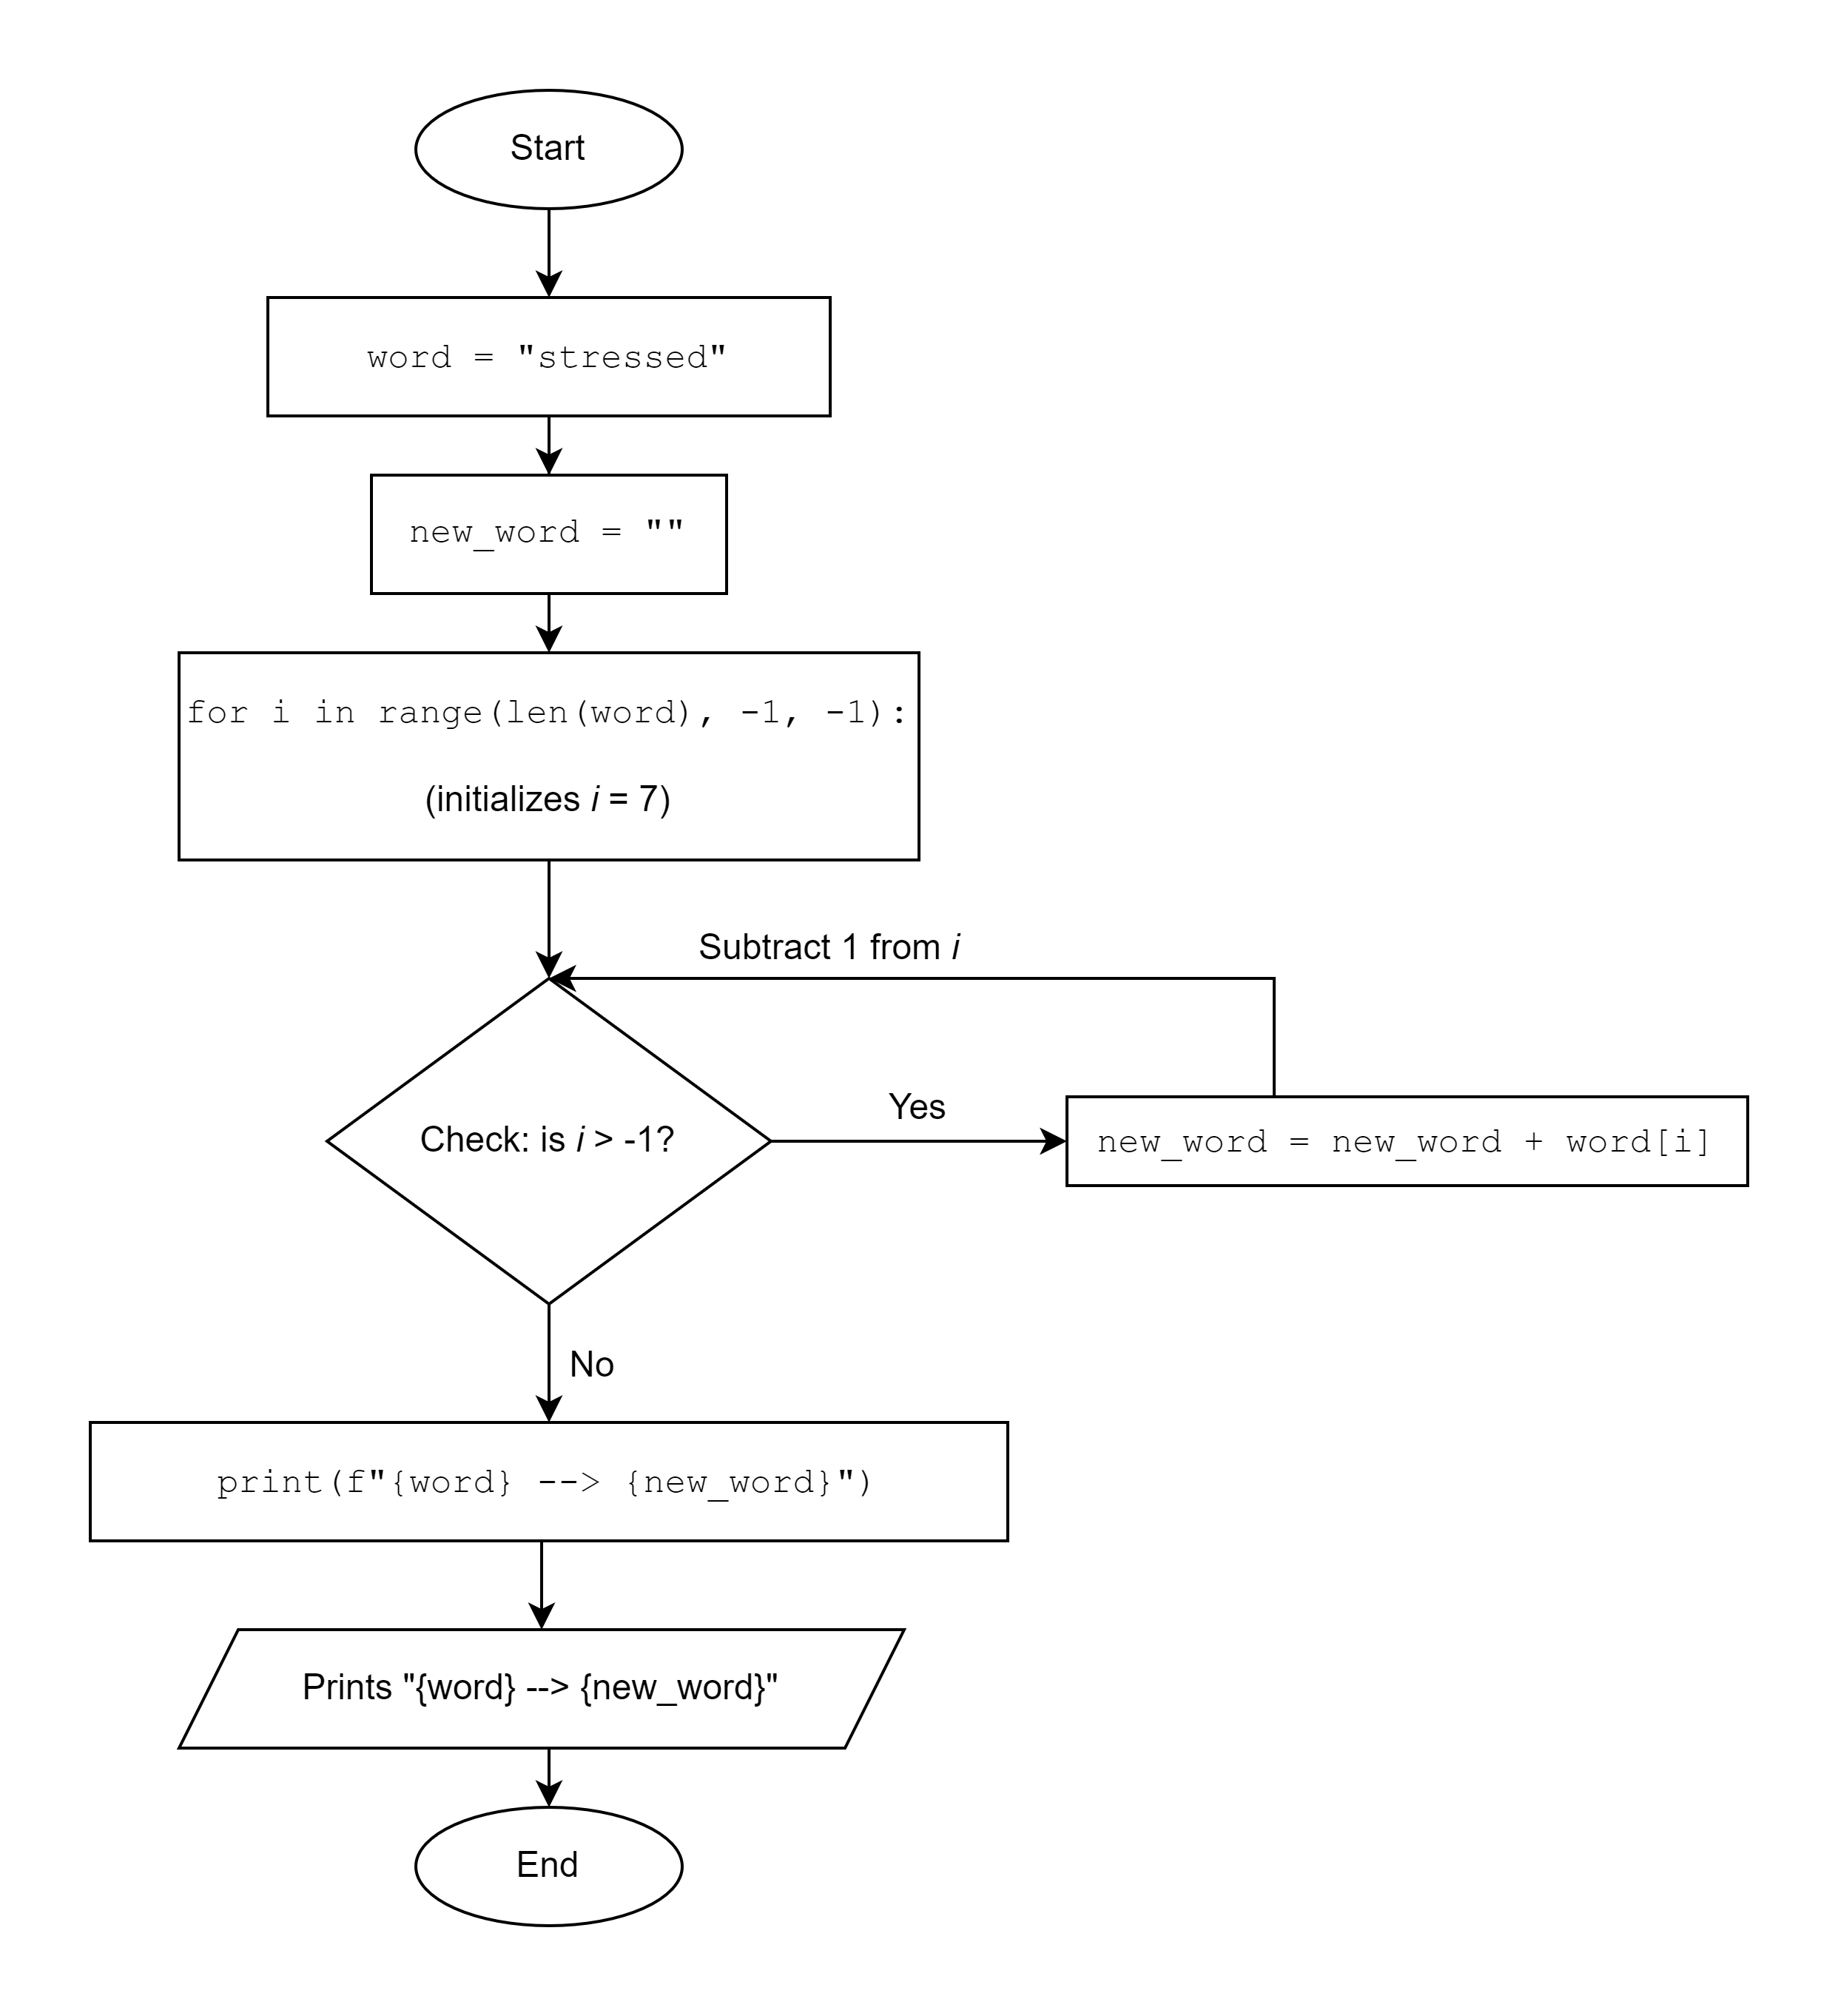 Start
word = "stressed"
new_word = ""
for i in range(len(word), -1, -1):
(initializes i = 7)
Subtract 1 from i
Check: is i > -1?
Yes
new_word = new_word + word[i]
No
print(f"{word} --> {new_word}")
Prints "{word} --> {new_word}"
End